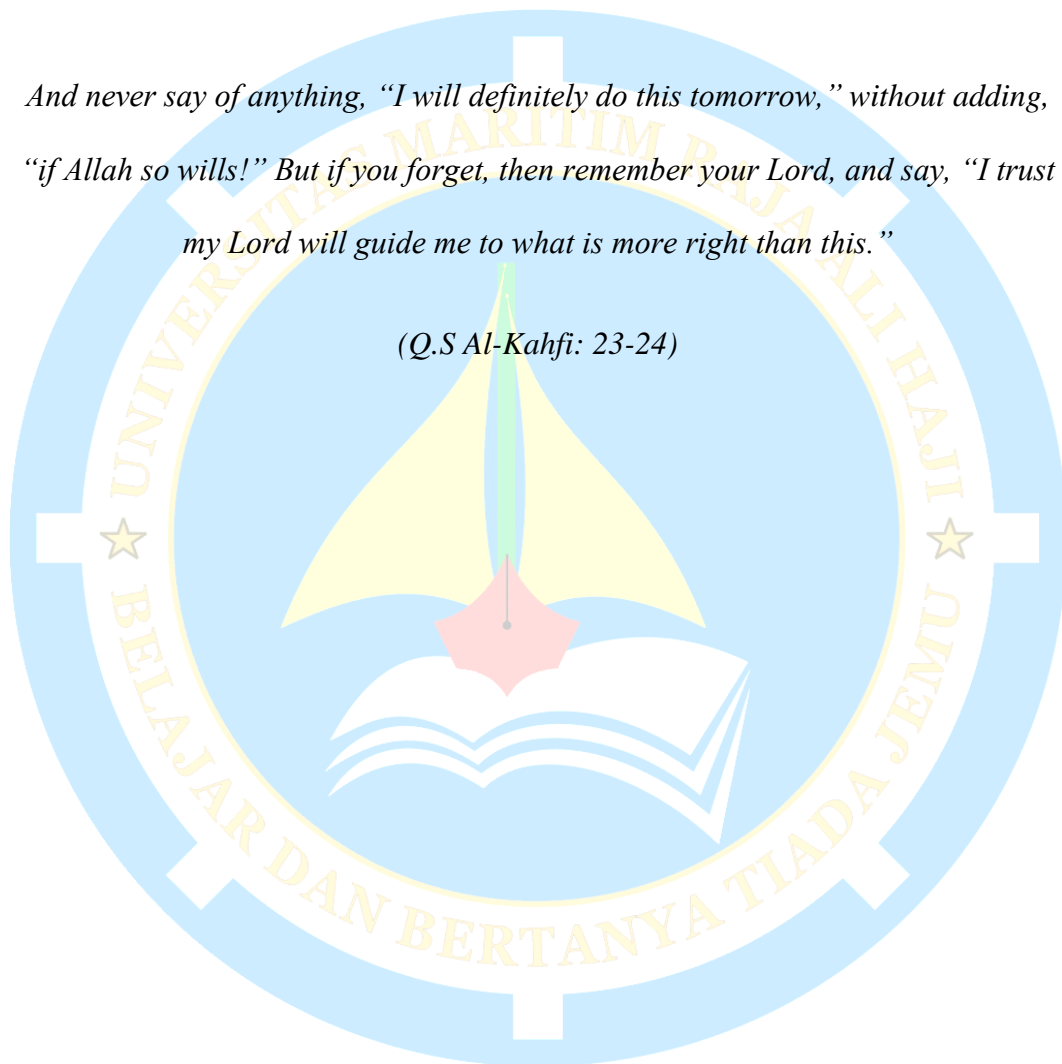 And never say of anything, “I will definitely do this tomorrow,” without adding,
“if Allah so wills!” But if you forget, then remember your Lord, and say, “I trust
my Lord will guide me to what is more right than this.”
(Q.S Al-Kahfi: 23-24)
UNIVERSITAS MARITIM RAJA ALI HAJI
BELAJAR DAN BERTANYA TIADA JEMU